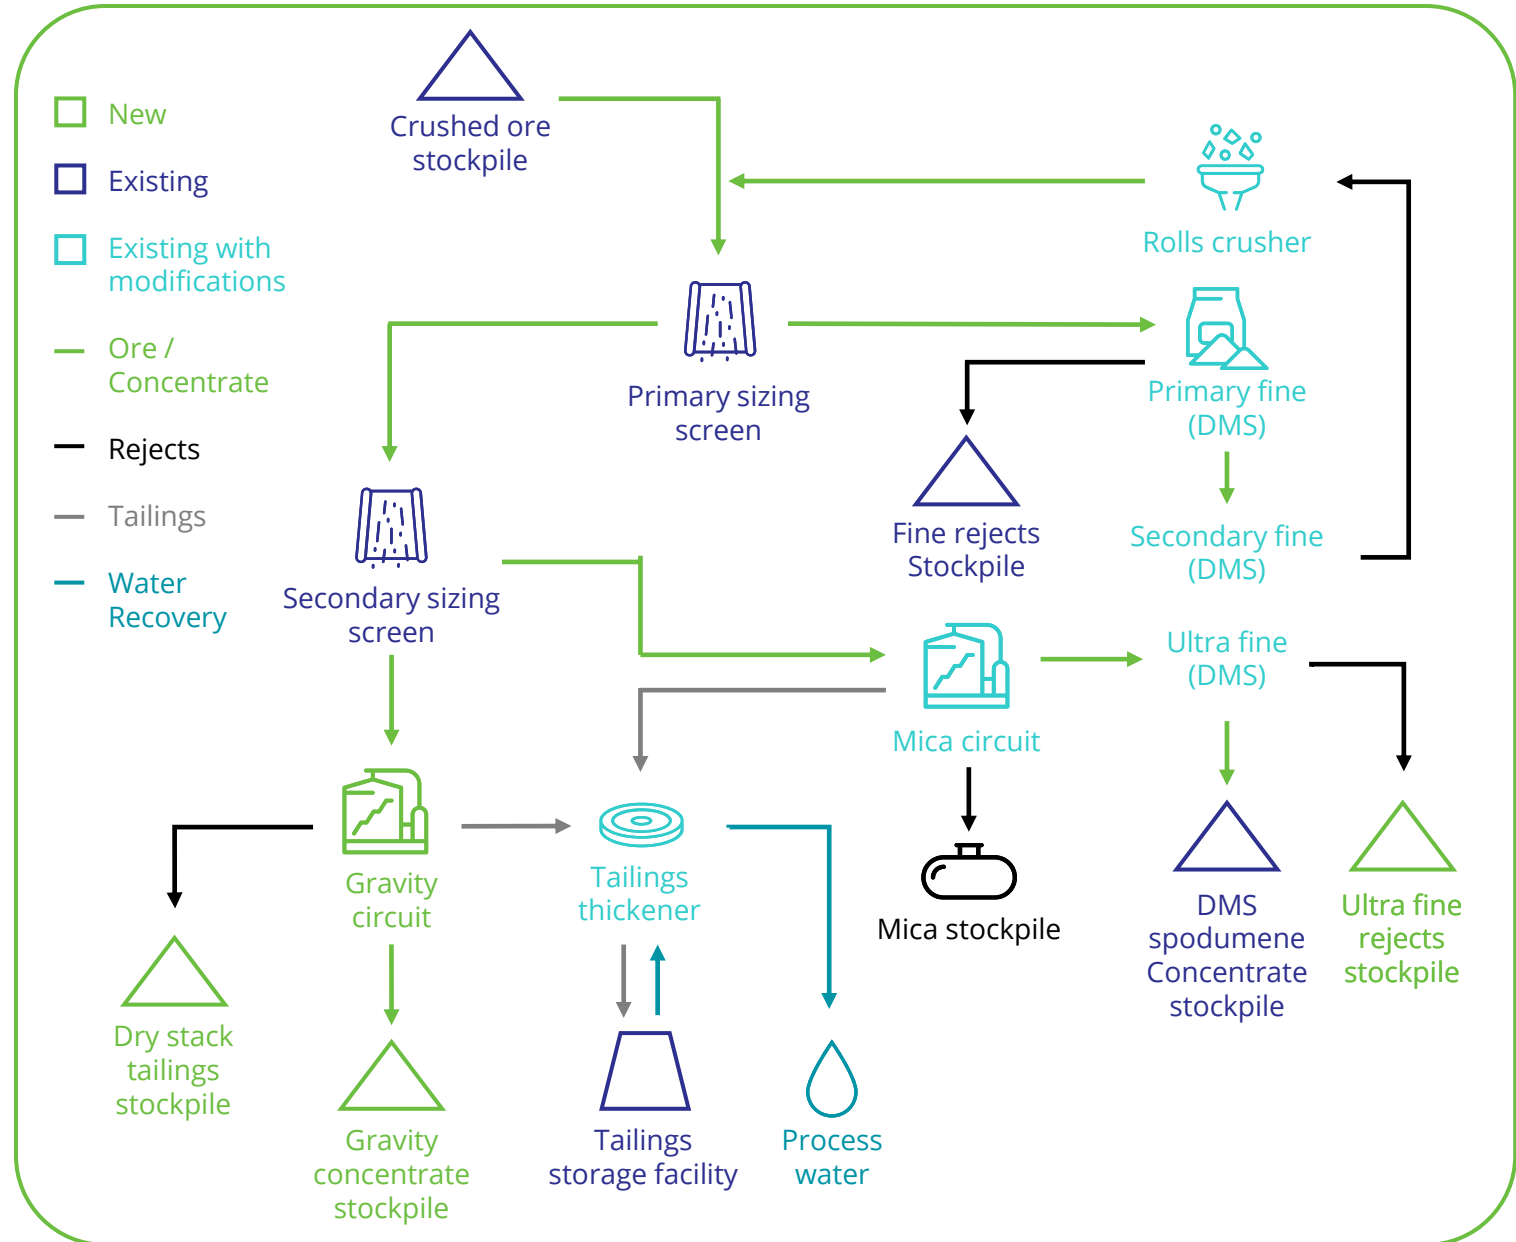 New
Existing
Existing with
modifications
Ore /
Concentrate
Rejects
Tailings
Water
Recovery
Crushed ore
stockpile
Rolls crusher
Primary sizing
screen
Primary fine
(DMS)
Fine rejects
Stockpile
Secondary fine
(DMS)
Secondary sizing
screen
Ultra fine
(DMS)
Mica circuit
Gravity
circuit
Tailings
thickener
Mica stockpile
DMS
spodumene
Concentrate
stockpile
Ultra fine
rejects
stockpile
Dry stack
tailings
stockpile
Gravity
concentrate
stockpile
Tailings
storage facility
Process
water